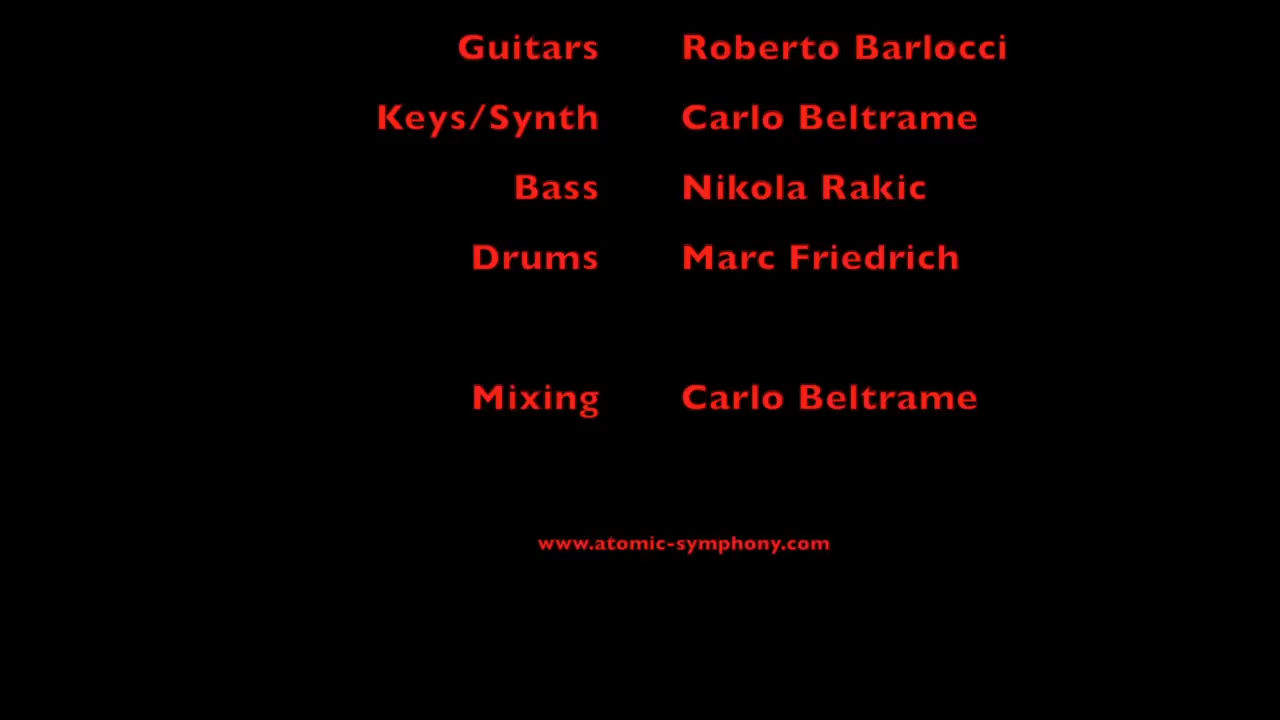 Guitars Roberto Barlocci
Keys/Synth Carlo Beltrame
Bass Nikola Rakic
Drums Marc Friedrich
Mixing Carlo Beltrame
www.atomic-symphony.com